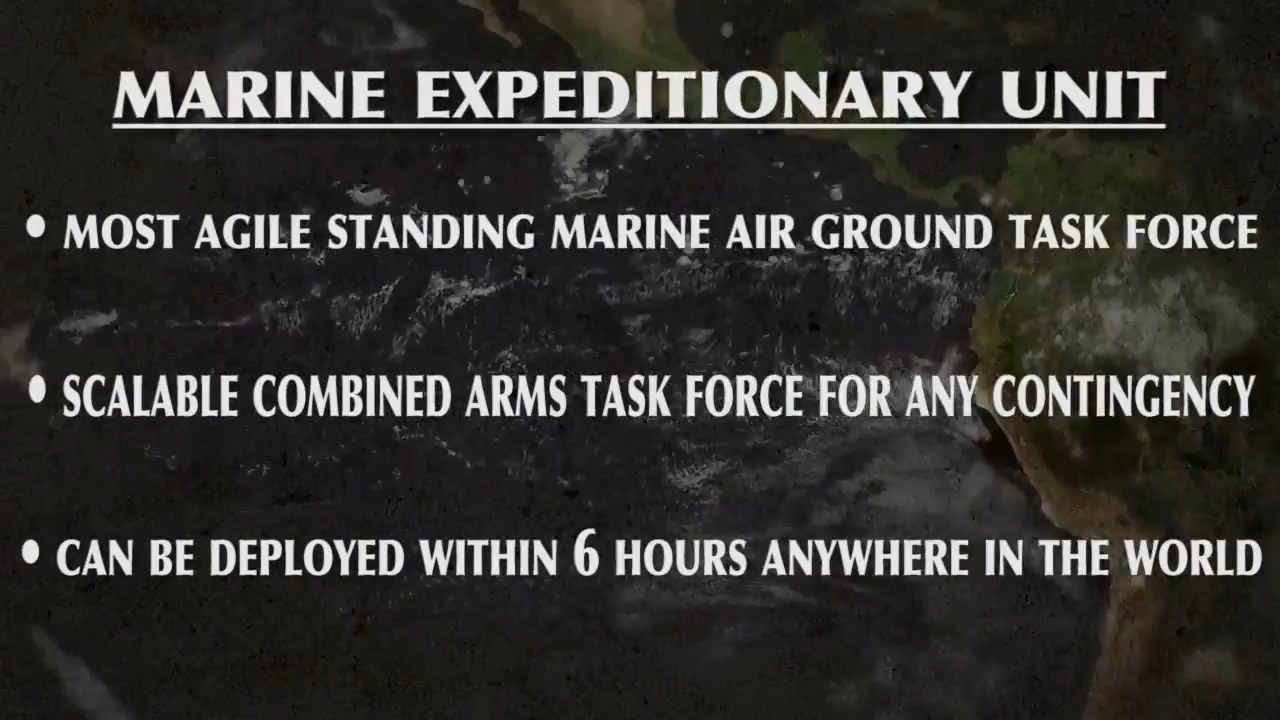 MARINE EXPEDITIONARY UNIT
• MOST AGILE STANDING MARINE AIR GROUND TASK FORCE
• SCALABLE COMBINED ARMS TASK FORCE FOR ANY CONTINGENCY
• CAN BE DEPLOYED WITHIN 6 HOURS ANYWHERE IN THE WORLD